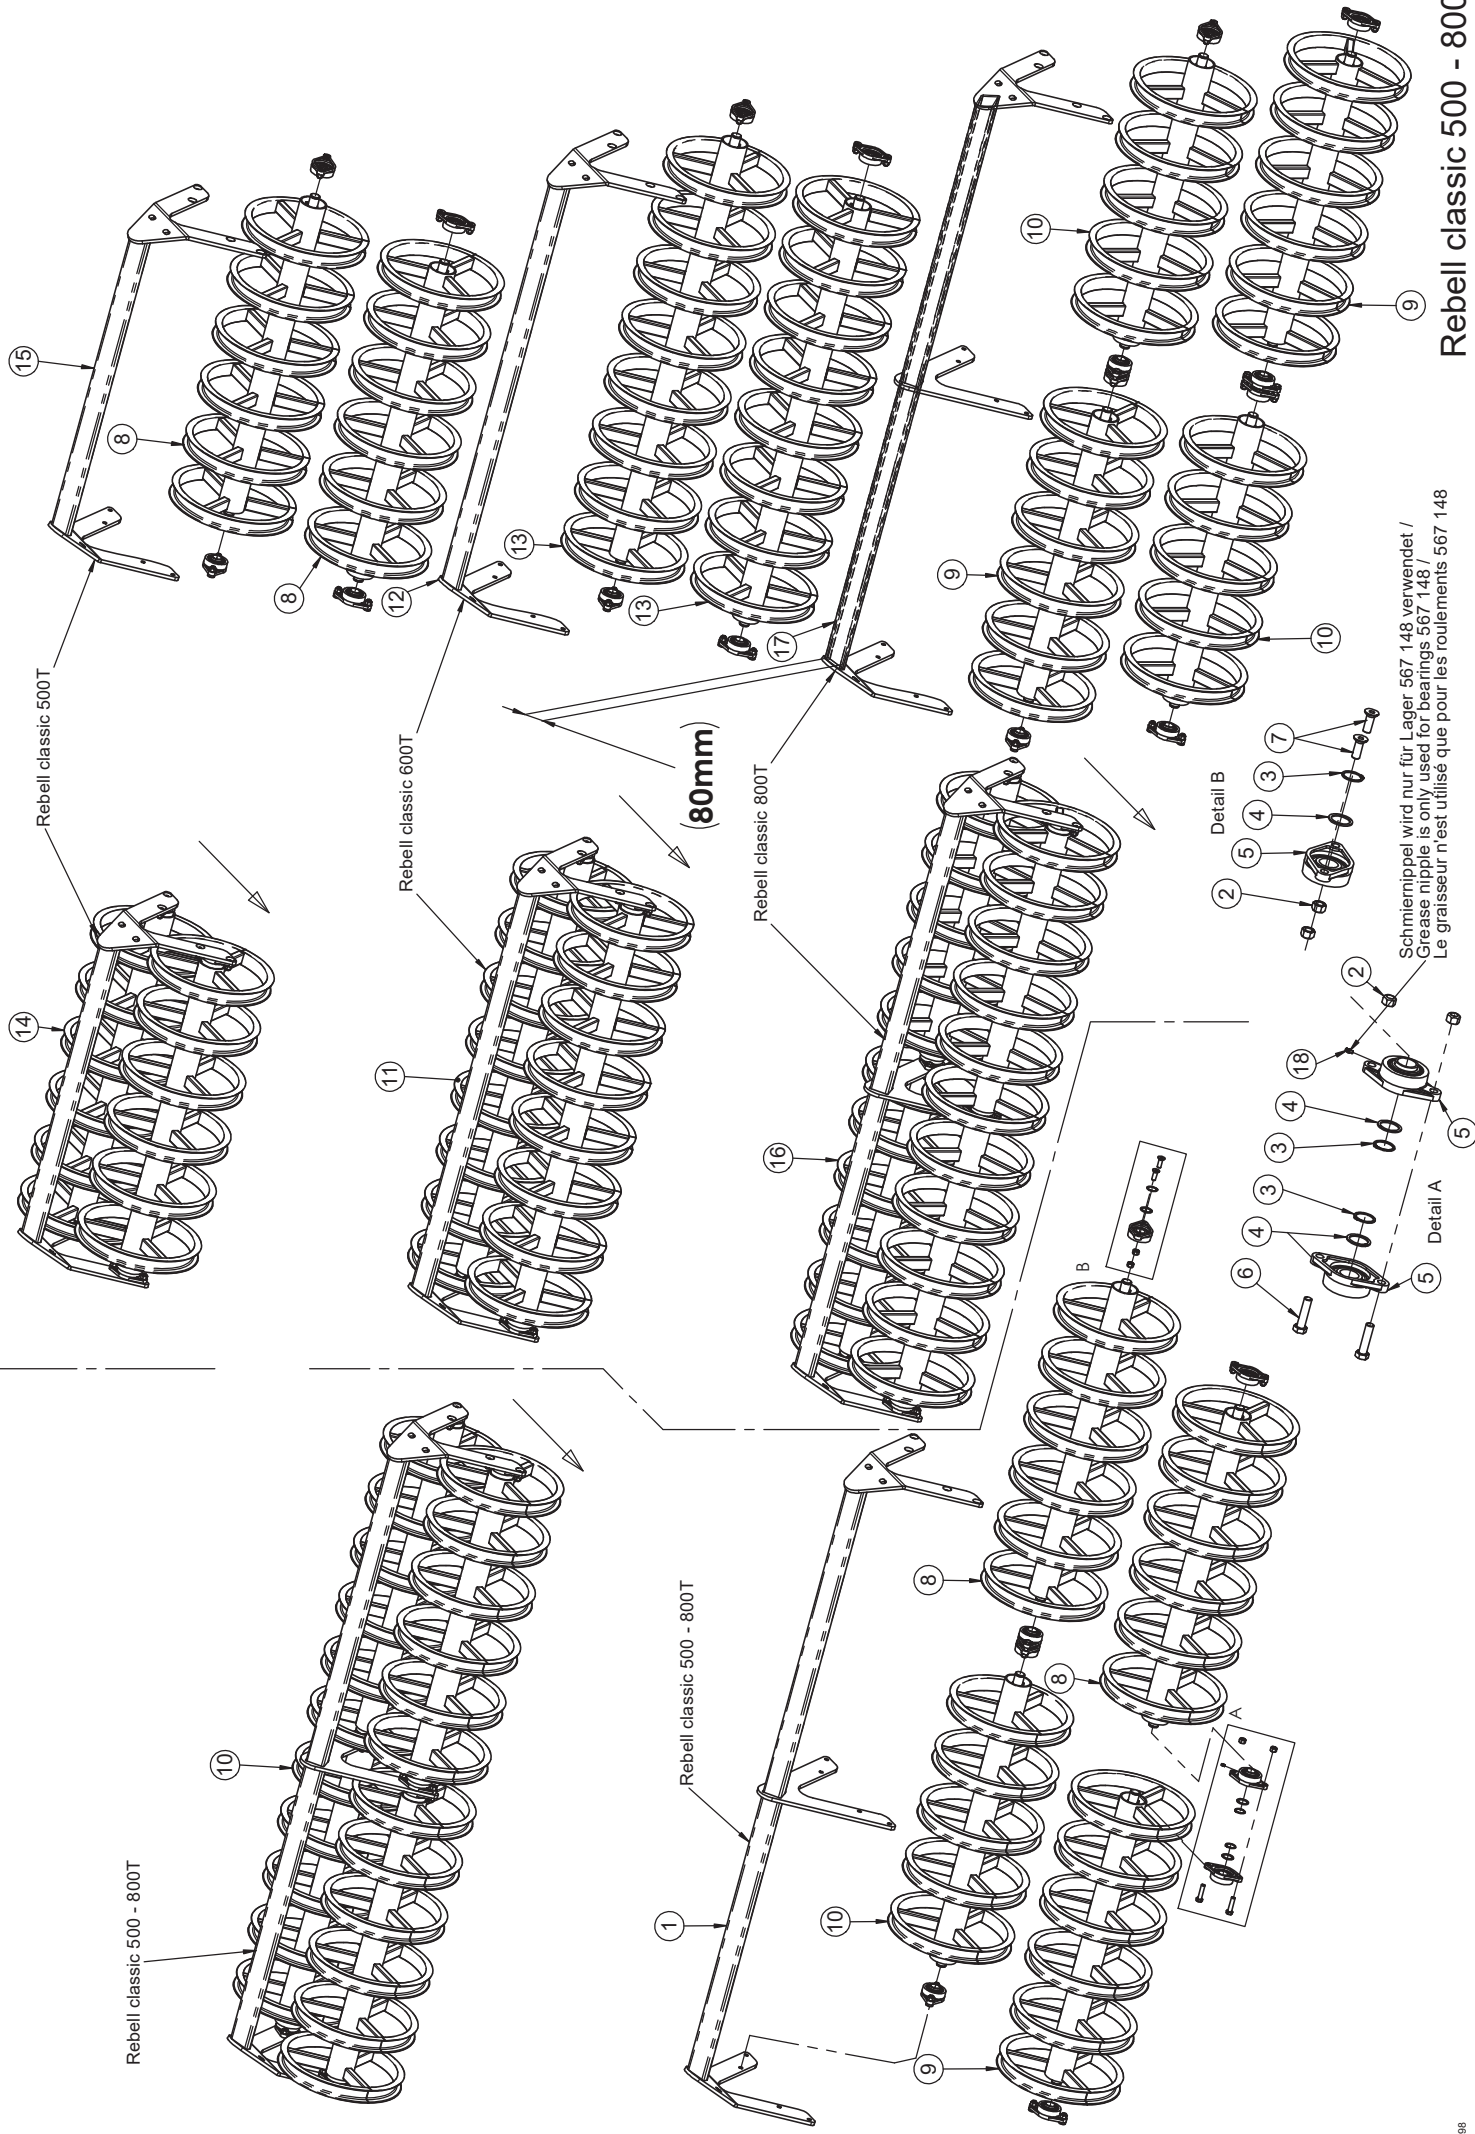 Rebell classic 500 - 800T
10
Rebell classic 500T
14
15
8
8
Rebell classic 600T
11
12
13
13
(80mm)
Rebell classic 800T
16
17
9
10
10
9
Rebell classic 500 - 800T
1
10
9
8
8
B
A
Detail B
2
5
4
3
7
Detail A
6
4
3
5
3
4
18
2
5
Schmiernippel wird nur für Lager 567 148 verwendet /
Grease nipple is only used for bearings 567 148 /
Le graisseur n'est utilisé que pour les roulements 567 148
Rebell classic 500 - 800
98